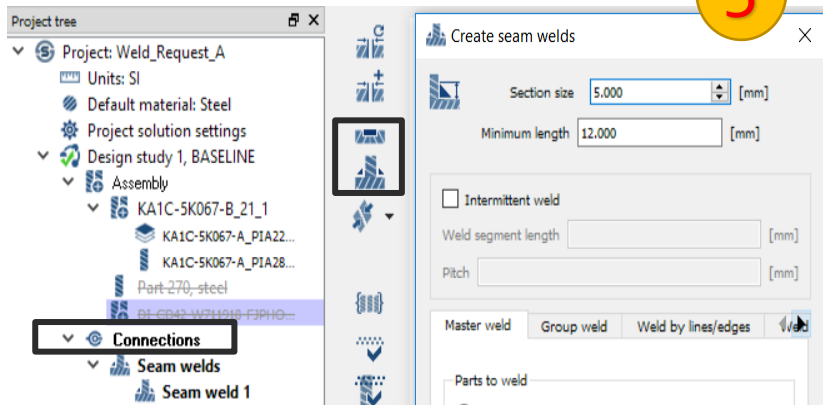 Project tree
Project: Weld_Request_A
Units: SI
Default material: Steel
Project solution settings
Design study 1, BASELINE
Assembly
KA1C-5K067-B_21_1
KA1C-5K067-A_PIA22...
KA1C-5K067-A_PIA28...
Part 270, steel
Connections
Seam welds
Seam weld 1
Create seam welds
Section size 5.000 [mm]
Minimum length 12.000 [mm]
Intermittent weld
Weld segment length [mm]
Pitch [mm]
Master weld Group weld Weld by lines/edges
Parts to weld